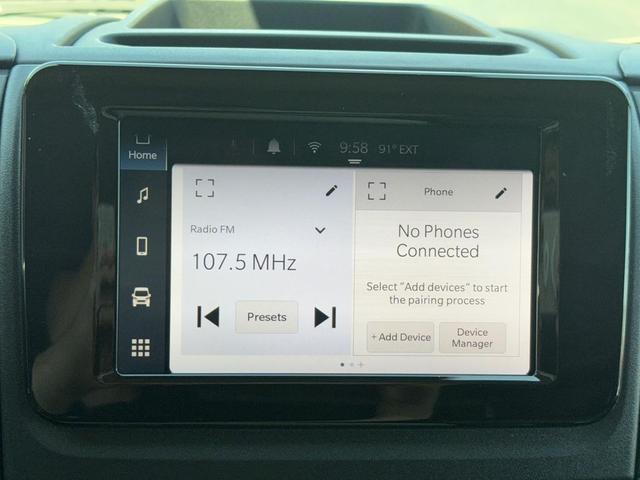 9:58 91° EXT
Home
Phone
Radio FM
107.5 MHz
No Phones
Connected
Select "Add devices" to start
the pairing process
Presets
+ Add Device
Device
Manager